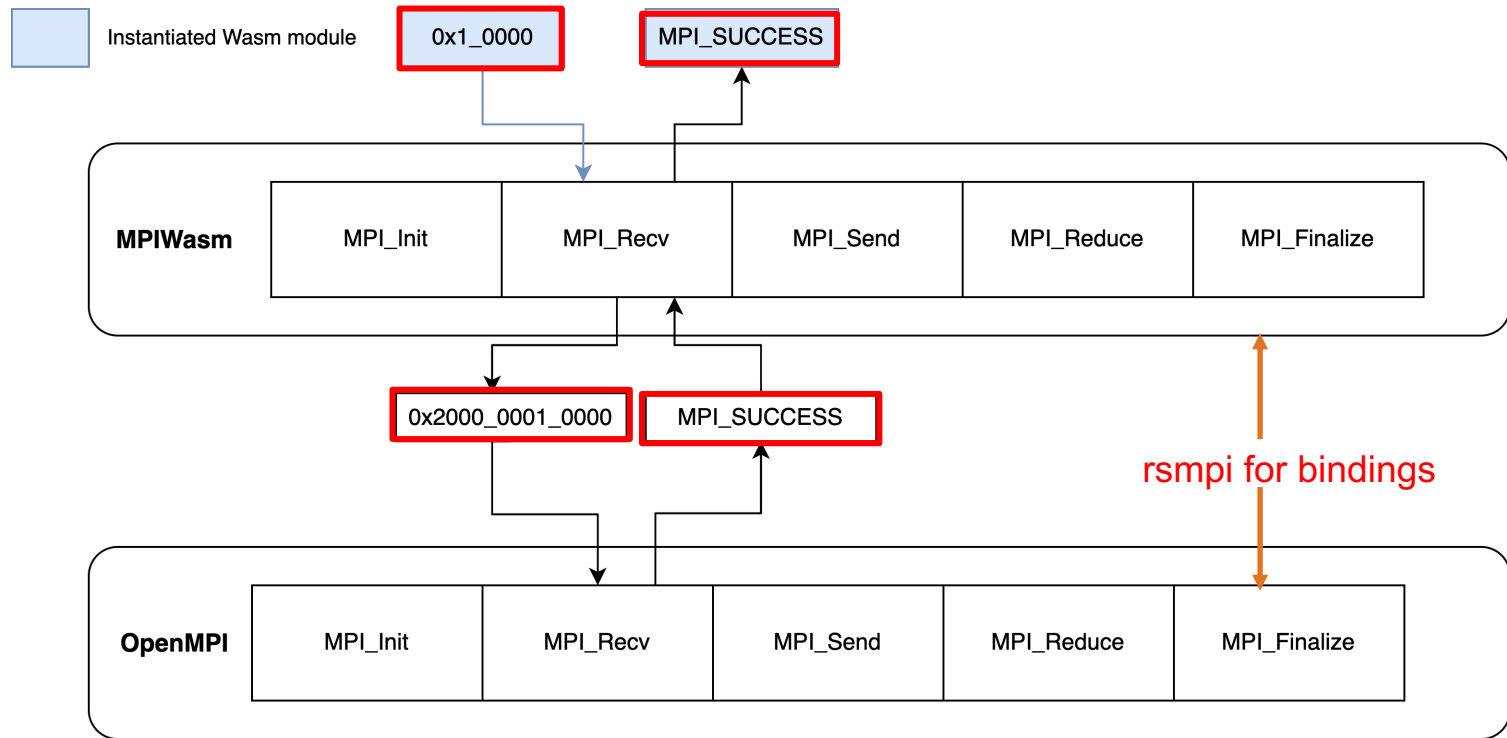 Instantiated Wasm module
0x1_0000
MPI_SUCCESS
MPIWasm
MPI_Init
MPI_Recv
MPI_Send
MPI_Reduce
MPI_Finalize
0x2000_0001_0000
MPI_SUCCESS
rsmpi for bindings
OpenMPI
MPI_Init
MPI_Recv
MPI_Send
MPI_Reduce
MPI_Finalize